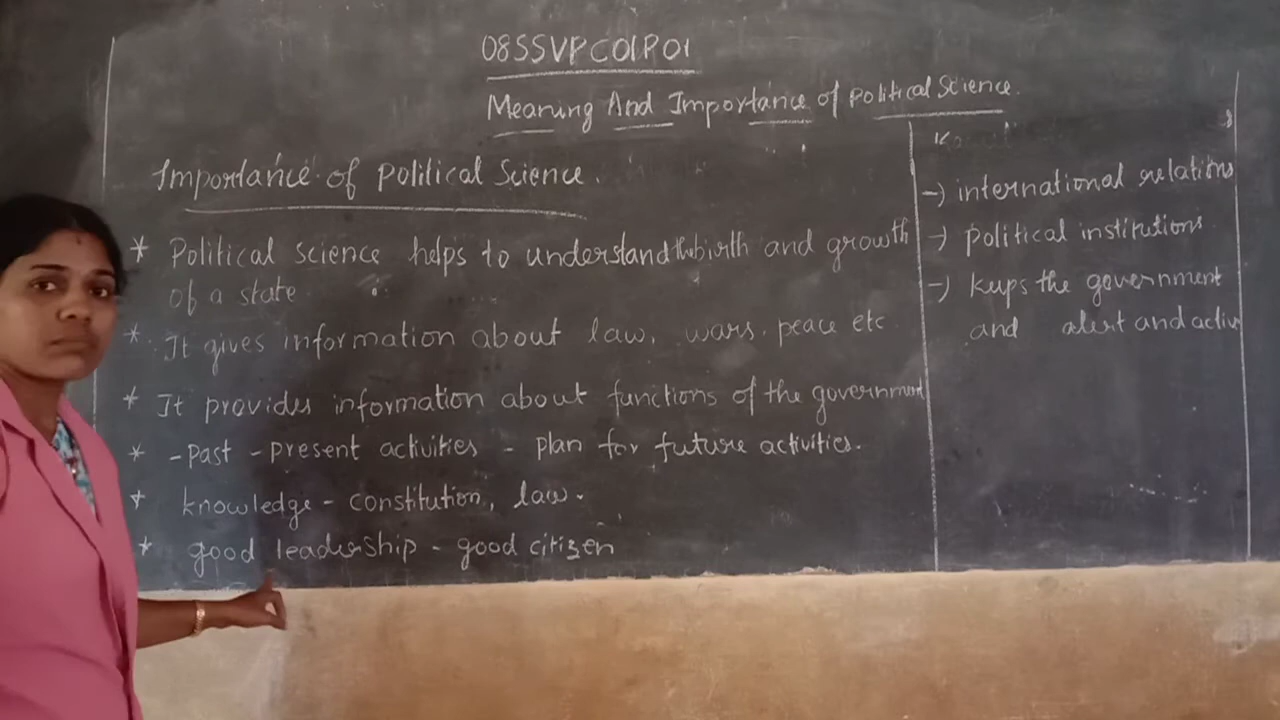 08SSVPC01P01
Meaning And Importance of Political Science.
Importance of Political Science.
* Political science helps to understand the birth and growth
of a state
* It gives information about law, wars, peace etc
* It provides information about functions of the government
* - Past - present activities - plan for future activities.
* knowledge - constitution, law.
* good leadership - good citizen
-) international relations
-) Political institutions
-) keeps the government
and alert and activ